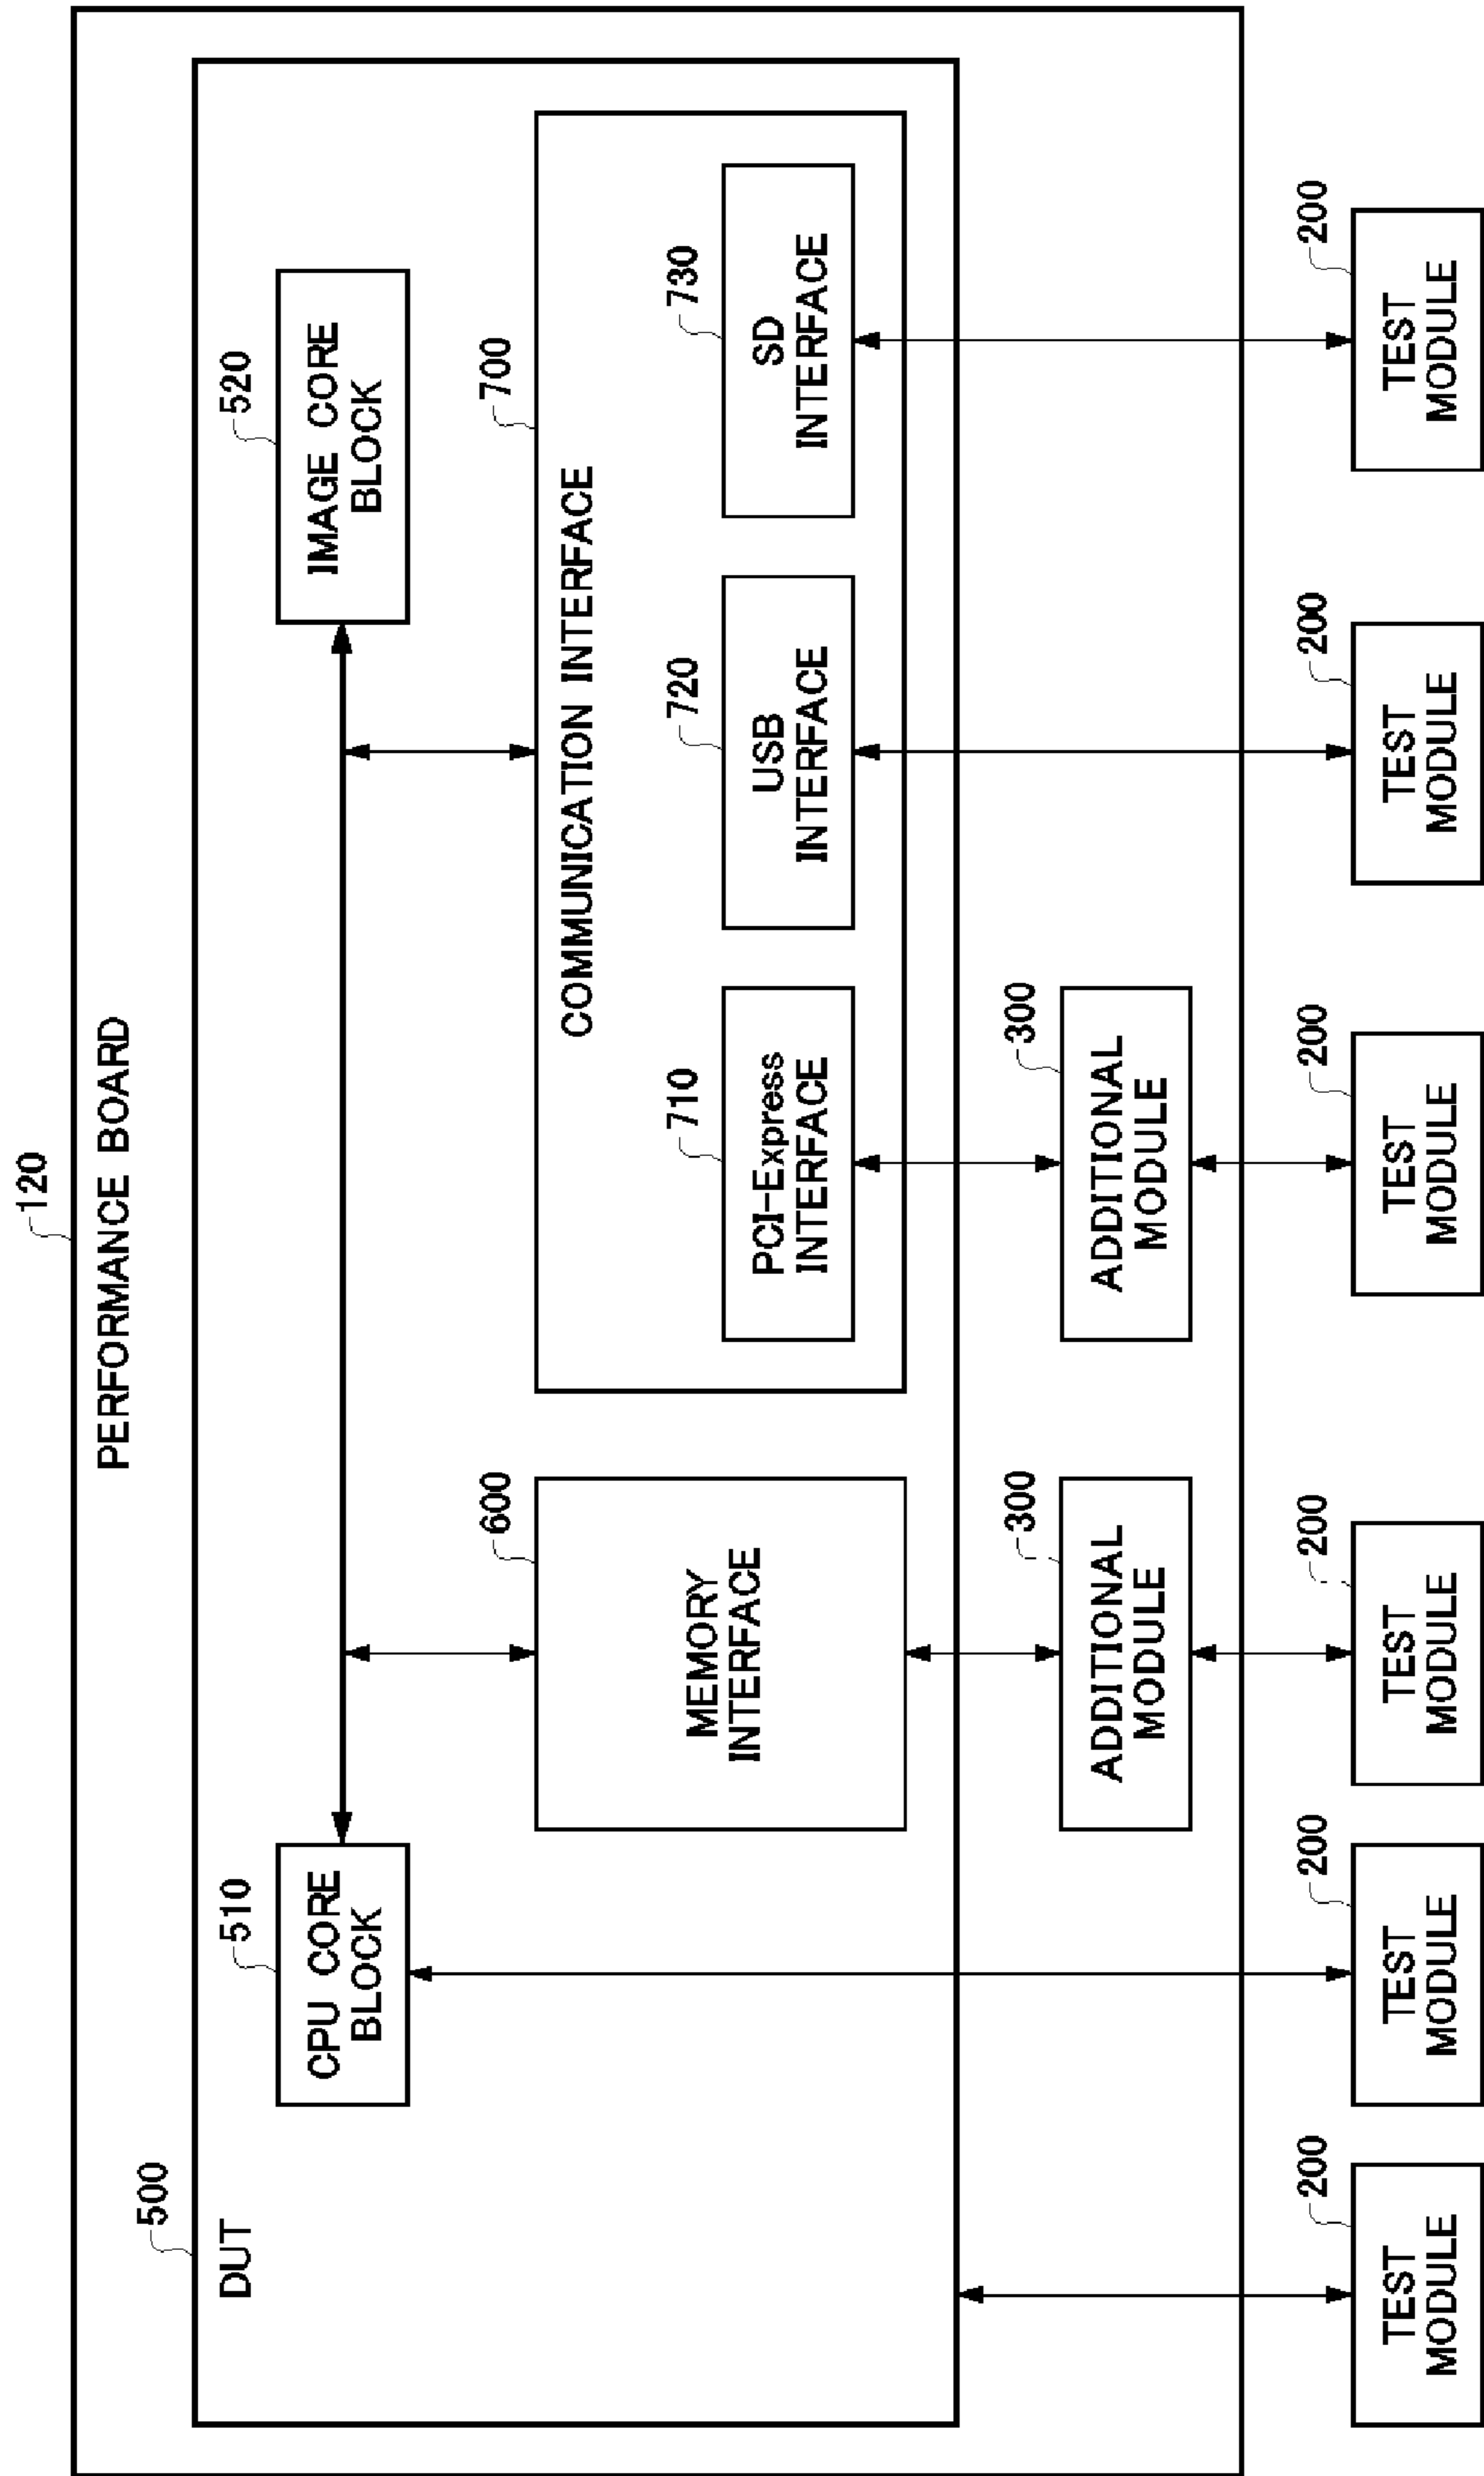 120
PERFORMANCE BOARD
500
DUT
510
CPU CORE
BLOCK
520
IMAGE CORE
BLOCK
600
MEMORY
INTERFACE
700
COMMUNICATION INTERFACE
710
PCI-Express
INTERFACE
720
USB
INTERFACE
730
SD
INTERFACE
300
ADDITIONAL
MODULE
300
ADDITIONAL
MODULE
200
TEST
MODULE
200
TEST
MODULE
200
TEST
MODULE
200
TEST
MODULE
200
TEST
MODULE
200
TEST
MODULE